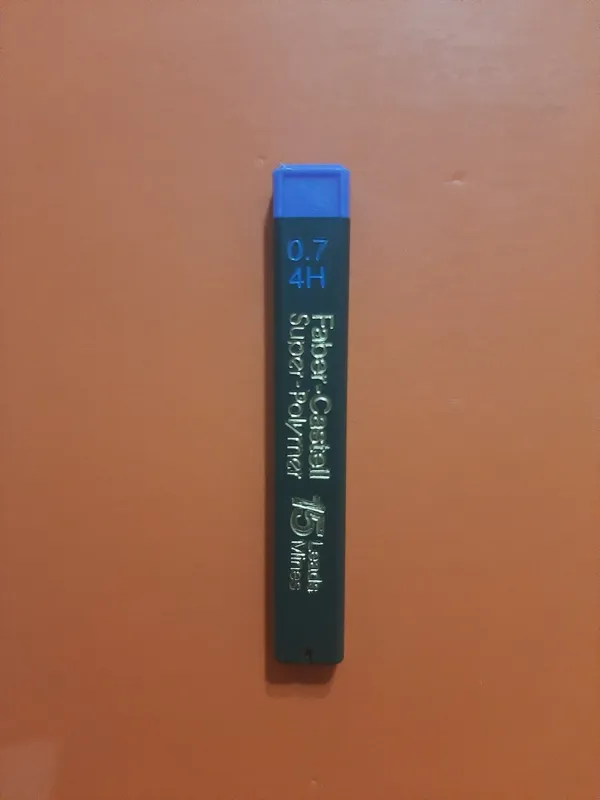 0.7
4H
Faber-Castell
Super-Polymer
15 Leads
Mines